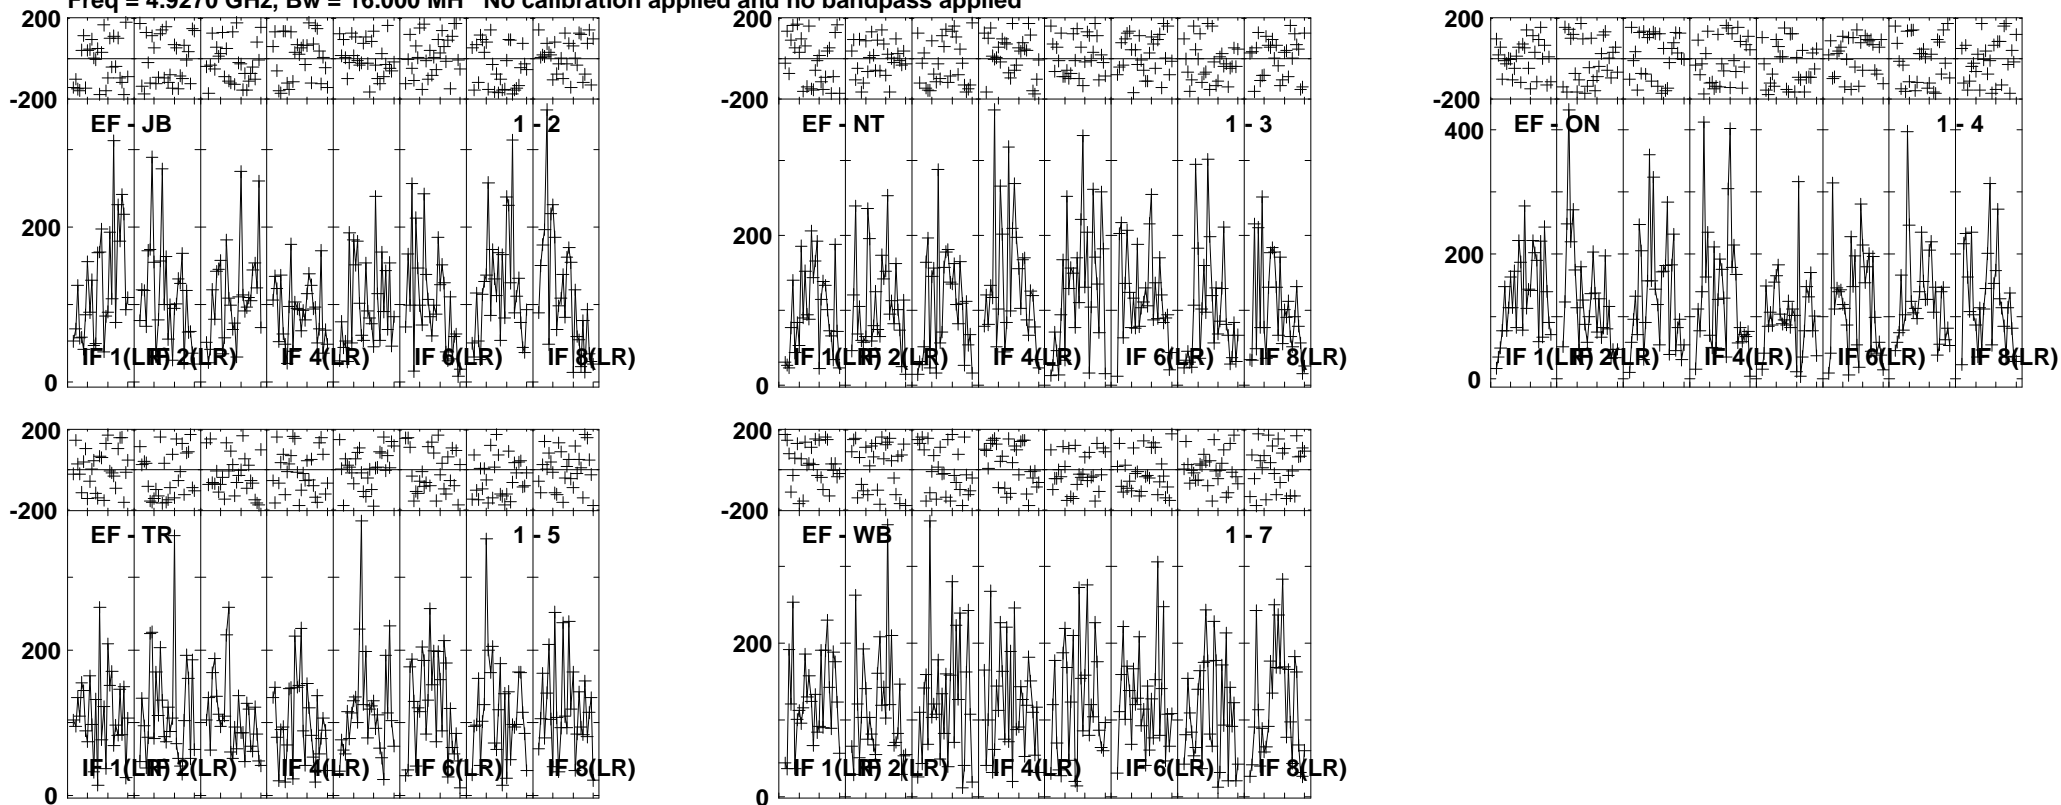 Freq = 4.9270 GHz, Bw = 16.000 MH No calibration applied and no bandpass applied
200
-200
EF - JB 1 - 2
200
0
IF 1(LR) IF 2(LR) IF 4(LR) IF 6(LR) IF 8(LR)
200
-200
EF - NT 1 - 3
200
0
IF 1(LR) IF 2(LR) IF 4(LR) IF 6(LR) IF 8(LR)
200
-200
400
EF - ON 1 - 4
200
0
IF 1(LR) IF 2(LR) IF 4(LR) IF 6(LR) IF 8(LR)
200
-200
EF - TR 1 - 5
200
0
IF 1(LR) IF 2(LR) IF 4(LR) IF 6(LR) IF 8(LR)
200
-200
EF - WB 1 - 7
200
0
IF 1(LR) IF 2(LR) IF 4(LR) IF 6(LR) IF 8(LR)